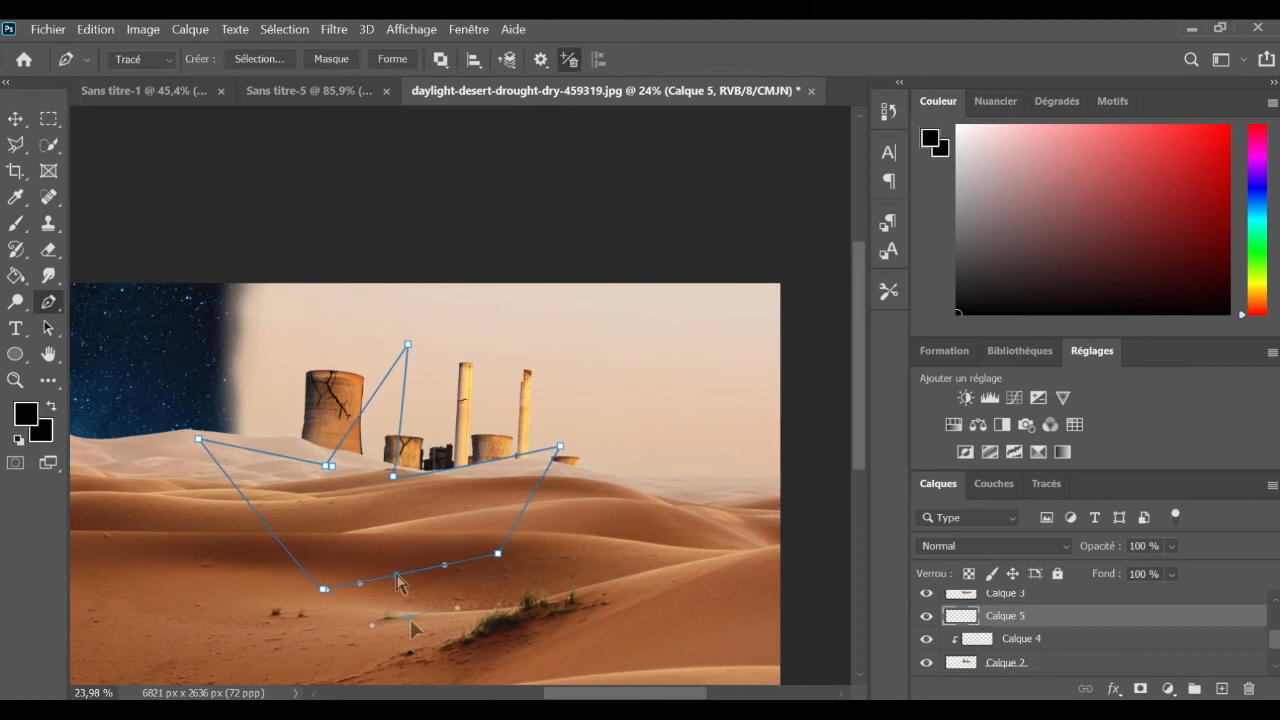 Ps Fichier Edition Image Calque Texte Sélection Filtre 3D Affichage Fenêtre Aide
Tracé Créer : Sélection... Masque Forme
Sans titre-1 @ 45,4% (... × Sans titre-5 @ 85,9% (... × daylight-desert-drought-dry-459319.jpg @ 24% (Calque 5, RVB/8/CMJN) * ×
Couleur Nuancier Dégradés Motifs
Formation Bibliothèques Réglages
Ajouter un réglage
Calques Couches Tracés
Type
Normal Opacité : 100 %
Verrou : Fond : 100 %
Calque 3
Calque 5
Calque 4
Calque 2
23,98 % 6821 px x 2636 px (72 ppp)